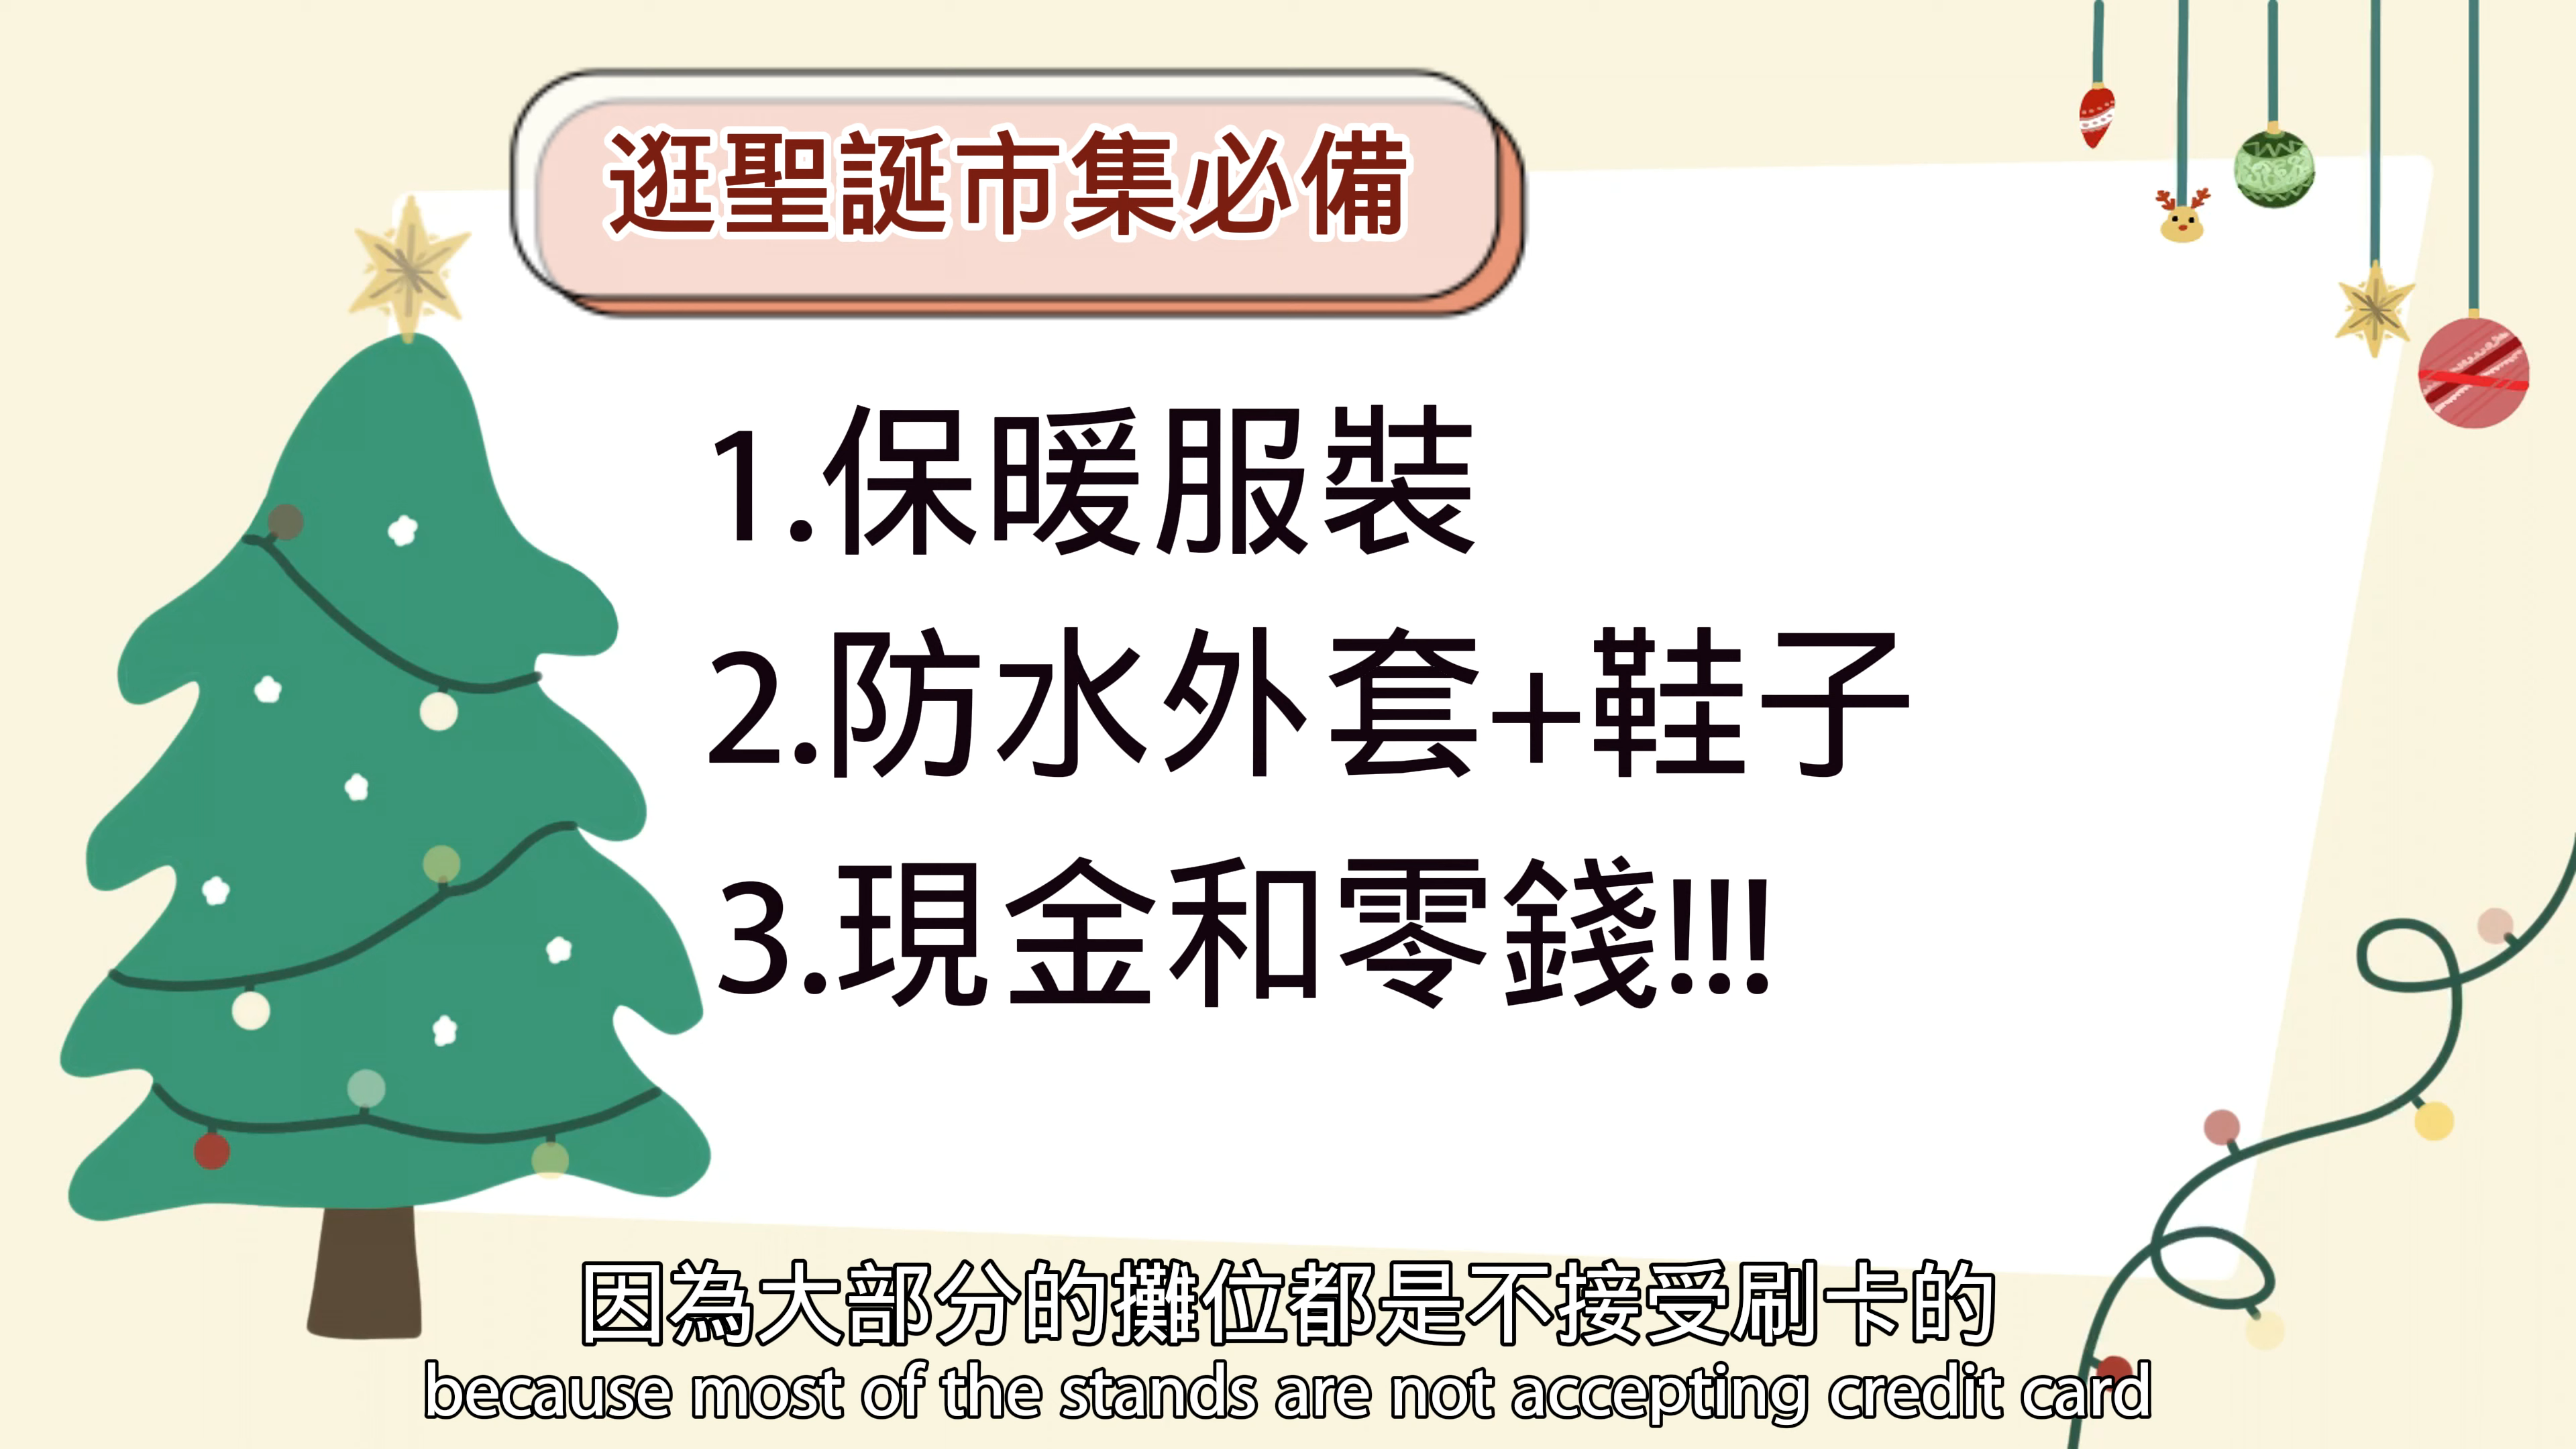 逛聖誕市集必備
1.保暖服裝
2.防水外套+鞋子
3.現金和零錢!!!
因為大部分的攤位都是不接受刷卡的
because most of the stands are not accepting credit card